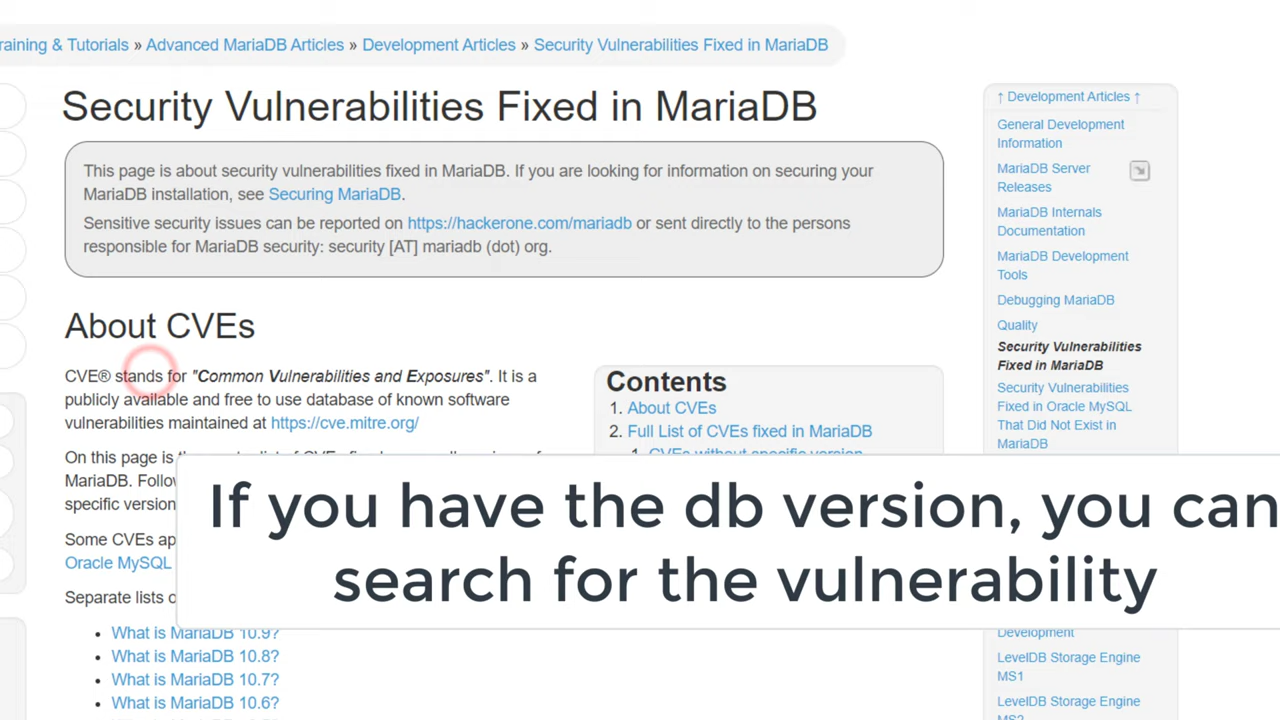 raining & Tutorials » Advanced MariaDB Articles » Development Articles » Security Vulnerabilities Fixed in MariaDB
Security Vulnerabilities Fixed in MariaDB
This page is about security vulnerabilities fixed in MariaDB. If you are looking for information on securing your
MariaDB installation, see Securing MariaDB.
Sensitive security issues can be reported on https://hackerone.com/mariadb or sent directly to the persons
responsible for MariaDB security: security [AT] mariadb (dot) org.
About CVEs
CVE® stands for "Common Vulnerabilities and Exposures". It is a
publicly available and free to use database of known software
vulnerabilities maintained at https://cve.mitre.org/
On this page is
MariaDB. Follow
specific version
Some CVEs ap
Oracle MySQL
Separate lists o
What is MariaDB 10.9?
What is MariaDB 10.8?
What is MariaDB 10.7?
What is MariaDB 10.6?
Contents
1. About CVEs
2. Full List of CVEs fixed in MariaDB
1. CVEs without specific version
If you have the db version, you can
search for the vulnerability
↑ Development Articles ↑
General Development
Information
MariaDB Server
Releases
MariaDB Internals
Documentation
MariaDB Development
Tools
Debugging MariaDB
Quality
Security Vulnerabilities
Fixed in MariaDB
Security Vulnerabilities
Fixed in Oracle MySQL
That Did Not Exist in
MariaDB
Development
LevelDB Storage Engine
MS1
LevelDB Storage Engine
MS2